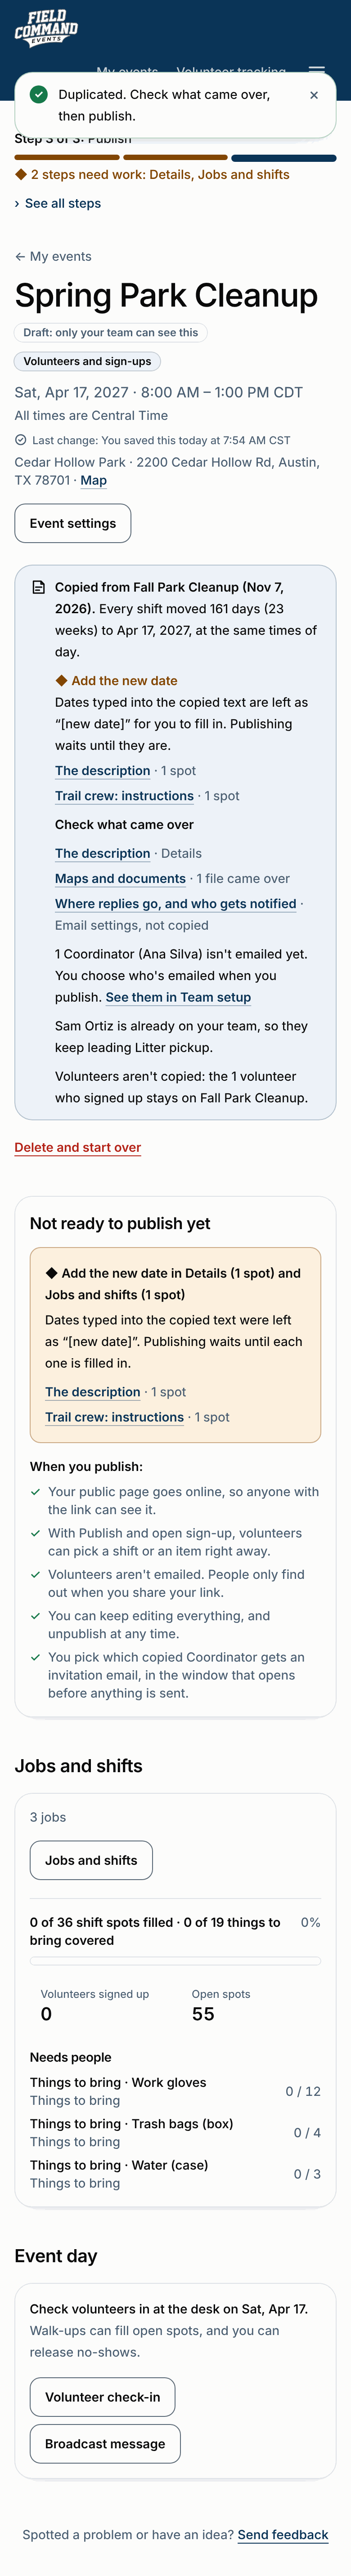 FIELD
COMMAND
EVENTS
My events Volunteer tracking
Duplicated. Check what came over,
then publish.
×
Step 3 of 3: Publish
◆ 2 steps need work: Details, Jobs and shifts
› See all steps
← My events
Spring Park Cleanup
Draft: only your team can see this
Volunteers and sign-ups
Sat, Apr 17, 2027 · 8:00 AM – 1:00 PM CDT
All times are Central Time
Last change: You saved this today at 7:54 AM CST
Cedar Hollow Park · 2200 Cedar Hollow Rd, Austin,
TX 78701 · Map
Event settings
Copied from Fall Park Cleanup (Nov 7,
2026). Every shift moved 161 days (23
weeks) to Apr 17, 2027, at the same times of
day.
◆ Add the new date
Dates typed into the copied text are left as
“[new date]” for you to fill in. Publishing
waits until they are.
The description · 1 spot
Trail crew: instructions · 1 spot
Check what came over
The description · Details
Maps and documents · 1 file came over
Where replies go, and who gets notified ·
Email settings, not copied
1 Coordinator (Ana Silva) isn't emailed yet.
You choose who's emailed when you
publish. See them in Team setup
Sam Ortiz is already on your team, so they
keep leading Litter pickup.
Volunteers aren't copied: the 1 volunteer
who signed up stays on Fall Park Cleanup.
Delete and start over
Not ready to publish yet
◆ Add the new date in Details (1 spot) and
Jobs and shifts (1 spot)
Dates typed into the copied text were left
as “[new date]”. Publishing waits until each
one is filled in.
The description · 1 spot
Trail crew: instructions · 1 spot
When you publish:
✓ Your public page goes online, so anyone with
the link can see it.
✓ With Publish and open sign-up, volunteers
can pick a shift or an item right away.
✓ Volunteers aren't emailed. People only find
out when you share your link.
✓ You can keep editing everything, and
unpublish at any time.
✓ You pick which copied Coordinator gets an
invitation email, in the window that opens
before anything is sent.
Jobs and shifts
3 jobs
Jobs and shifts
0 of 36 shift spots filled · 0 of 19 things to 0%
bring covered
Volunteers signed up Open spots
0 55
Needs people
Things to bring · Work gloves
Things to bring 0 / 12
Things to bring · Trash bags (box)
Things to bring 0 / 4
Things to bring · Water (case)
Things to bring 0 / 3
Event day
Check volunteers in at the desk on Sat, Apr 17.
Walk-ups can fill open spots, and you can
release no-shows.
Volunteer check-in
Broadcast message
Spotted a problem or have an idea? Send feedback